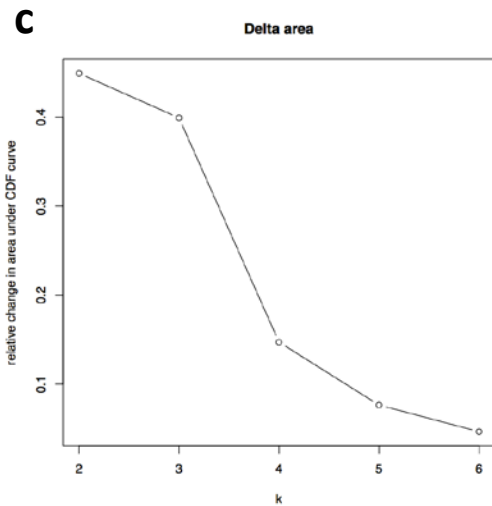 C
Delta area
relative change in area under CDF curve
0.4
0.3
0.2
0.1
2 3 4 5 6
k